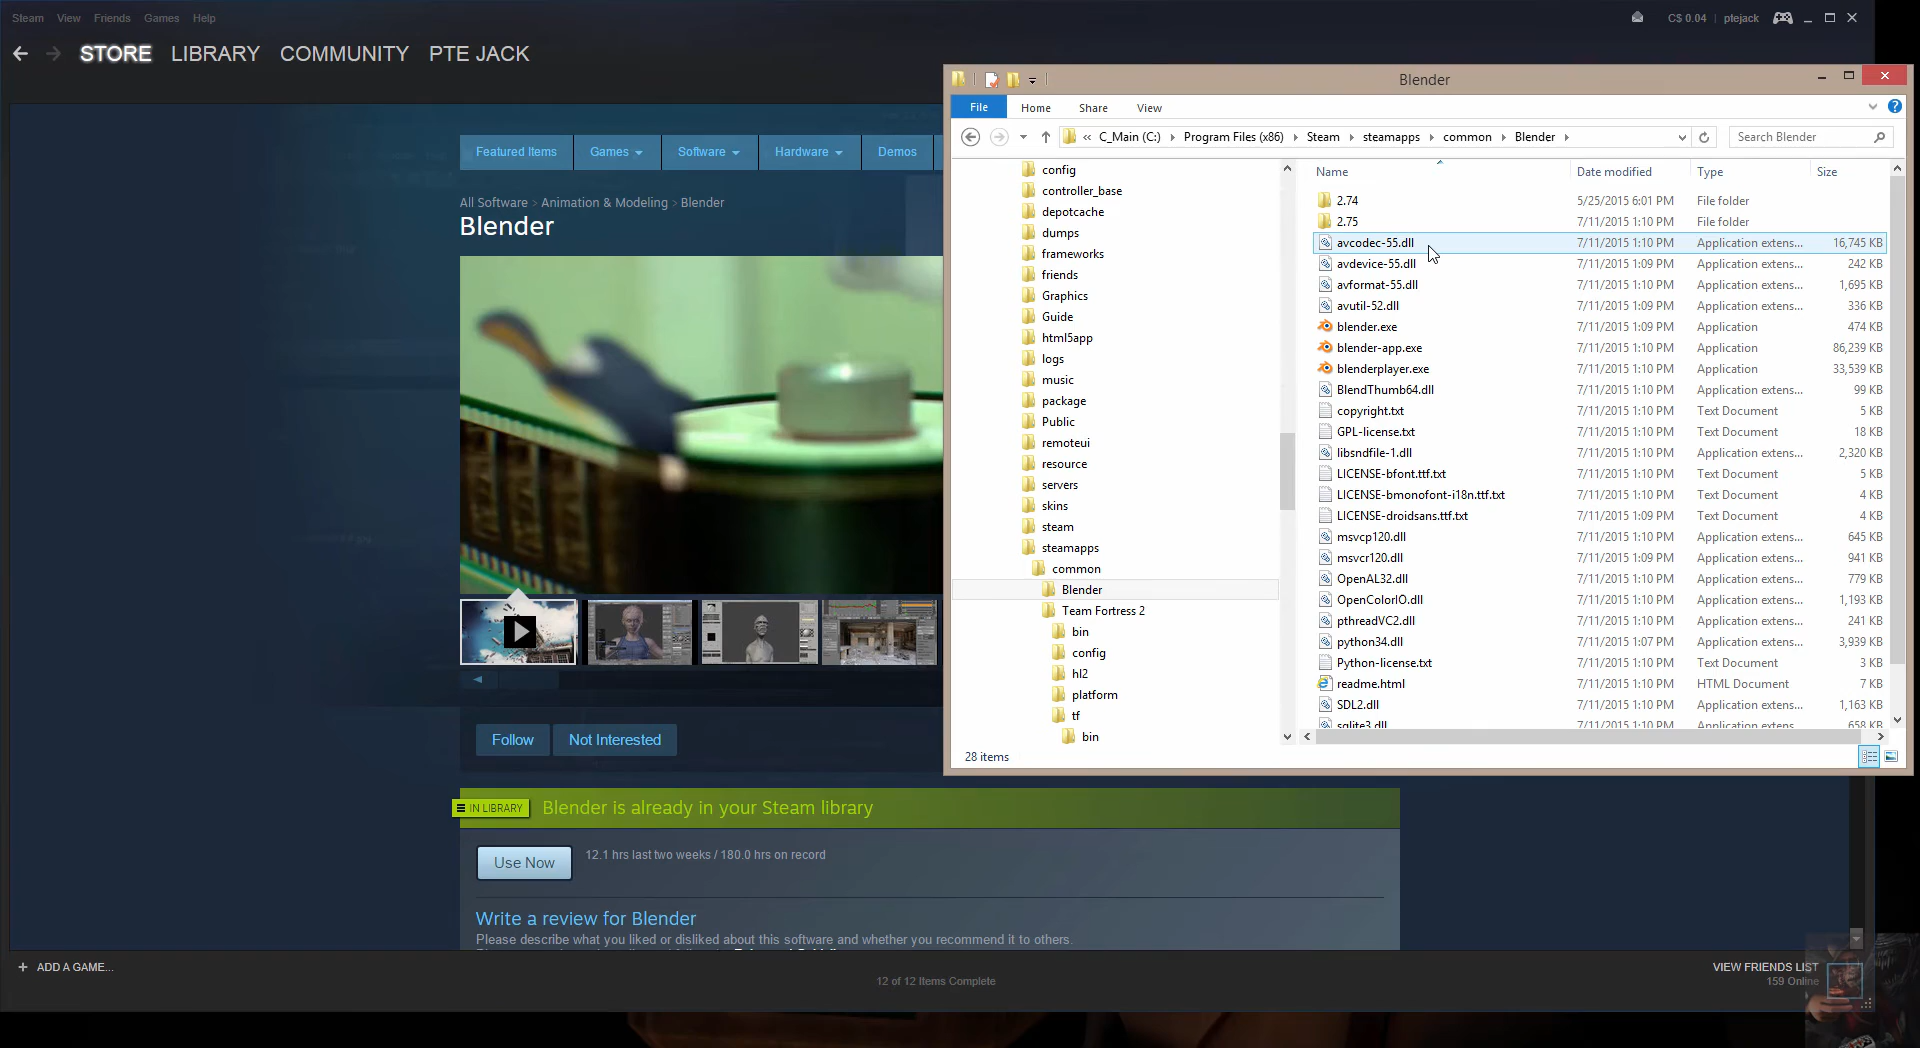 Steam View Friends Games Help
C$ 0.04 ptejack
STORE LIBRARY COMMUNITY PTE JACK
Featured Items Games Software Hardware Demos
All Software > Animation & Modeling > Blender
Blender
Follow Not Interested
IN LIBRARY Blender is already in your Steam library
Use Now 12.1 hrs last two weeks / 180.0 hrs on record
Write a review for Blender
Please describe what you liked or disliked about this software and whether you recommend it to others.
+ ADD A GAME...
12 of 12 Items Complete
VIEW FRIENDS LIST
159 Online
Blender
File Home Share View
« C_Main (C:) Program Files (x86) Steam steamapps common Blender
Search Blender
config
controller_base
depotcache
dumps
frameworks
friends
Graphics
Guide
html5app
logs
music
package
Public
remoteui
resource
servers
skins
steam
steamapps
common
Blender
Team Fortress 2
bin
config
hl2
platform
tf
bin
Name Date modified Type Size
2.74 5/25/2015 6:01 PM File folder
2.75 7/11/2015 1:10 PM File folder
avcodec-55.dll 7/11/2015 1:10 PM Application extens... 16,745 KB
avdevice-55.dll 7/11/2015 1:09 PM Application extens... 242 KB
avformat-55.dll 7/11/2015 1:10 PM Application extens... 1,695 KB
avutil-52.dll 7/11/2015 1:09 PM Application extens... 336 KB
blender.exe 7/11/2015 1:09 PM Application 474 KB
blender-app.exe 7/11/2015 1:10 PM Application 86,239 KB
blenderplayer.exe 7/11/2015 1:10 PM Application 33,539 KB
BlendThumb64.dll 7/11/2015 1:10 PM Application extens... 99 KB
copyright.txt 7/11/2015 1:10 PM Text Document 5 KB
GPL-license.txt 7/11/2015 1:10 PM Text Document 18 KB
libsndfile-1.dll 7/11/2015 1:10 PM Application extens... 2,320 KB
LICENSE-bfont.ttf.txt 7/11/2015 1:10 PM Text Document 5 KB
LICENSE-bmonofont-i18n.ttf.txt 7/11/2015 1:10 PM Text Document 4 KB
LICENSE-droidsans.ttf.txt 7/11/2015 1:09 PM Text Document 4 KB
msvcp120.dll 7/11/2015 1:10 PM Application extens... 645 KB
msvcr120.dll 7/11/2015 1:09 PM Application extens... 941 KB
OpenAL32.dll 7/11/2015 1:10 PM Application extens... 779 KB
OpenColorIO.dll 7/11/2015 1:10 PM Application extens... 1,193 KB
pthreadVC2.dll 7/11/2015 1:10 PM Application extens... 241 KB
python34.dll 7/11/2015 1:07 PM Application extens... 3,939 KB
Python-license.txt 7/11/2015 1:10 PM Text Document 3 KB
readme.html 7/11/2015 1:10 PM HTML Document 7 KB
SDL2.dll 7/11/2015 1:10 PM Application extens... 1,163 KB
sqlite3.dll 7/11/2015 1:10 PM Application extens... 658 KB
28 items